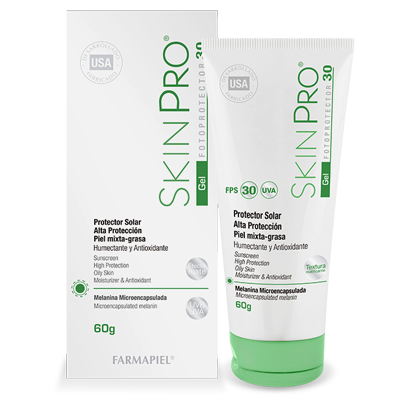 USA
SKINPRO®
Gel
FOTOPROTECTOR 30
Protector Solar
Alta Protección
Piel mixta-grasa
Humectante y Antioxidante
Sunscreen
High Protection
Oily Skin
Moisturizer & Antioxidant
Melanina Microencapsulada
Microencapsulated melanin
60g
FARMAPIEL®
USA
SKINPRO®
Gel
FOTOPROTECTOR 30
FPS 30 UVA
Protector Solar
Alta Protección
Piel mixta-grasa
Humectante y Antioxidante
Sunscreen
High Protection
Oily Skin
Moisturizer & Antioxidant
Textura
Melanina Microencapsulada
Microencapsulated melanin
60g